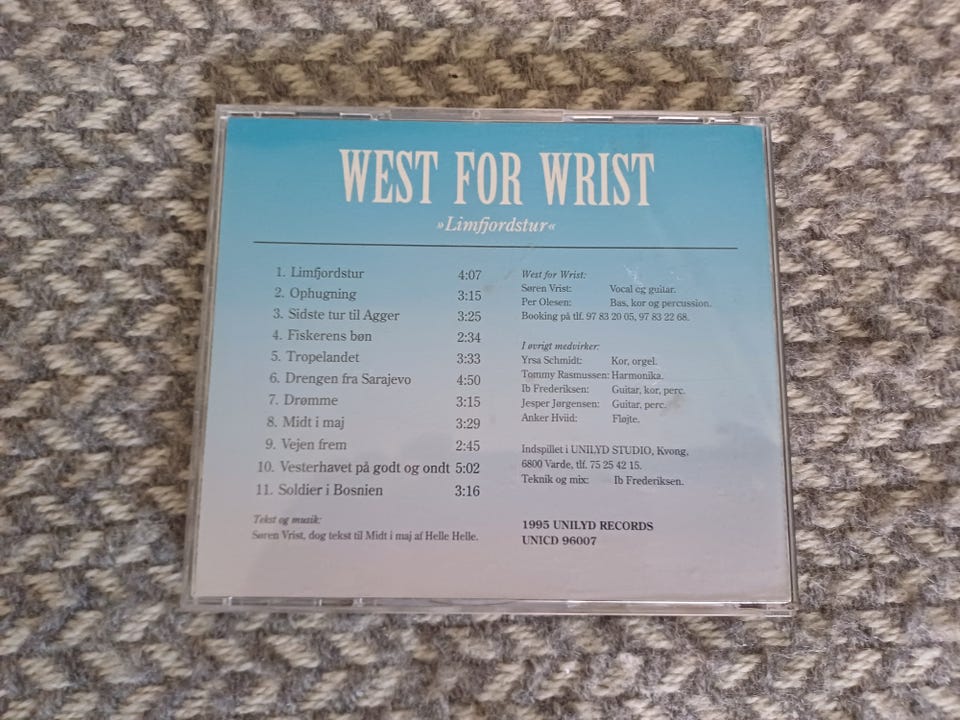 WEST FOR WRIST
»Limfjordstur«
1. Limfjordstur 4:07
2. Ophugning 3:15
3. Sidste tur til Agger 3:25
4. Fiskerens bøn 2:34
5. Tropelandet 3:33
6. Drengen fra Sarajevo 4:50
7. Drømme 3:15
8. Midt i maj 3:29
9. Vejen frem 2:45
10. Vesterhavet på godt og ondt 5:02
11. Soldier i Bosnien 3:16
Tekst og musik:
Søren Vrist, dog tekst til Midt i maj af Helle Helle.
West for Wrist:
Søren Vrist: Vocal og guitar.
Per Olesen: Bas, kor og percussion.
Booking på tlf. 97 83 20 05, 97 83 22 68.
I øvrigt medvirker:
Yrsa Schmidt: Kor, orgel.
Tommy Rasmussen: Harmonika.
Ib Frederiksen: Guitar, kor, perc.
Jesper Jørgensen: Guitar, perc.
Anker Hviid: Fløjte.
Indspillet i UNILYD STUDIO, Kvong,
6800 Varde, tlf. 75 25 42 15.
Teknik og mix: Ib Frederiksen.
1995 UNILYD RECORDS
UNICD 96007